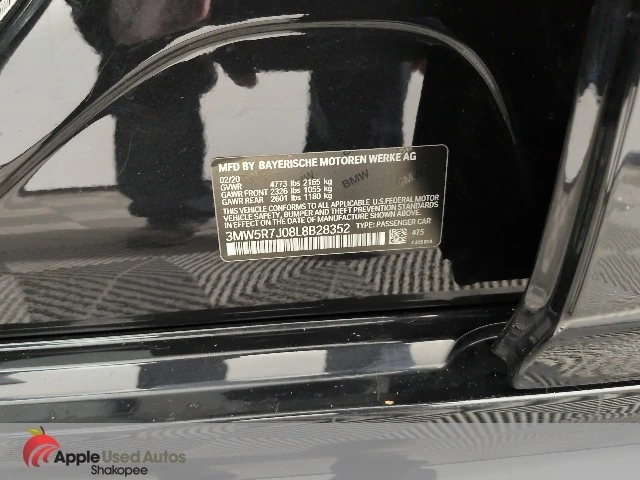 MFD BY BAYERISCHE MOTOREN WERKE AG
02/20
GVWR 4773 lbs 2165 kg
GAWR FRONT 2326 lbs 1055 kg
GAWR REAR 2601 lbs 1180 kg
THIS VEHICLE CONFORMS TO ALL APPLICABLE U.S. FEDERAL MOTOR
VEHICLE SAFETY, BUMPER, AND THEFT PREVENTION STANDARDS
IN EFFECT ON THE DATE OF MANUFACTURE SHOWN ABOVE.
3MW5R7J08L8B28352 TYPE: PASSENGER CAR
475
Apple Used Autos
Shakopee